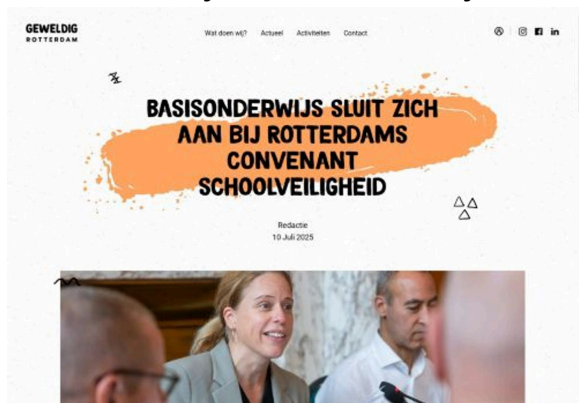 GEWELDIG
ROTTERDAM
Wat doen wij? Actueel Activiteiten Contact
BASISONDERWIJS SLUIT ZICH
AAN BIJ ROTTERDAMS
CONVENANT
SCHOOLVEILIGHEID
Redactie
10 Juli 2025